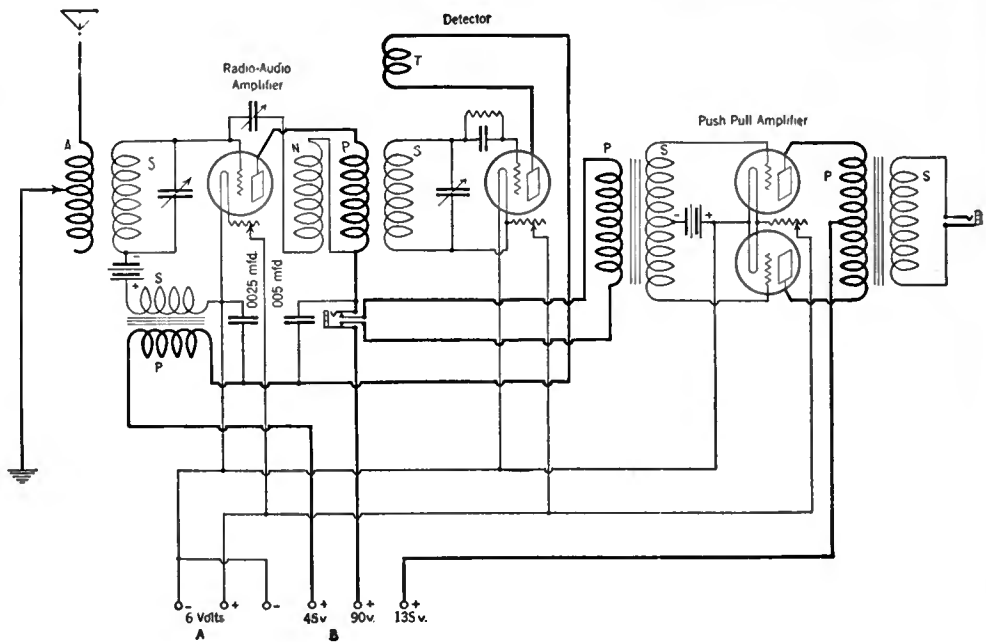 Detector
T
Radio-Audio
Amplifier
Push Pull Amplifier
A
S
N
P
S
P
S
P
S
-
+
-
+
S
P
0025 mfd.
005 mfd
-
6 Volts
+
-
+
45v
+
90v.
+
135 v.
A
B